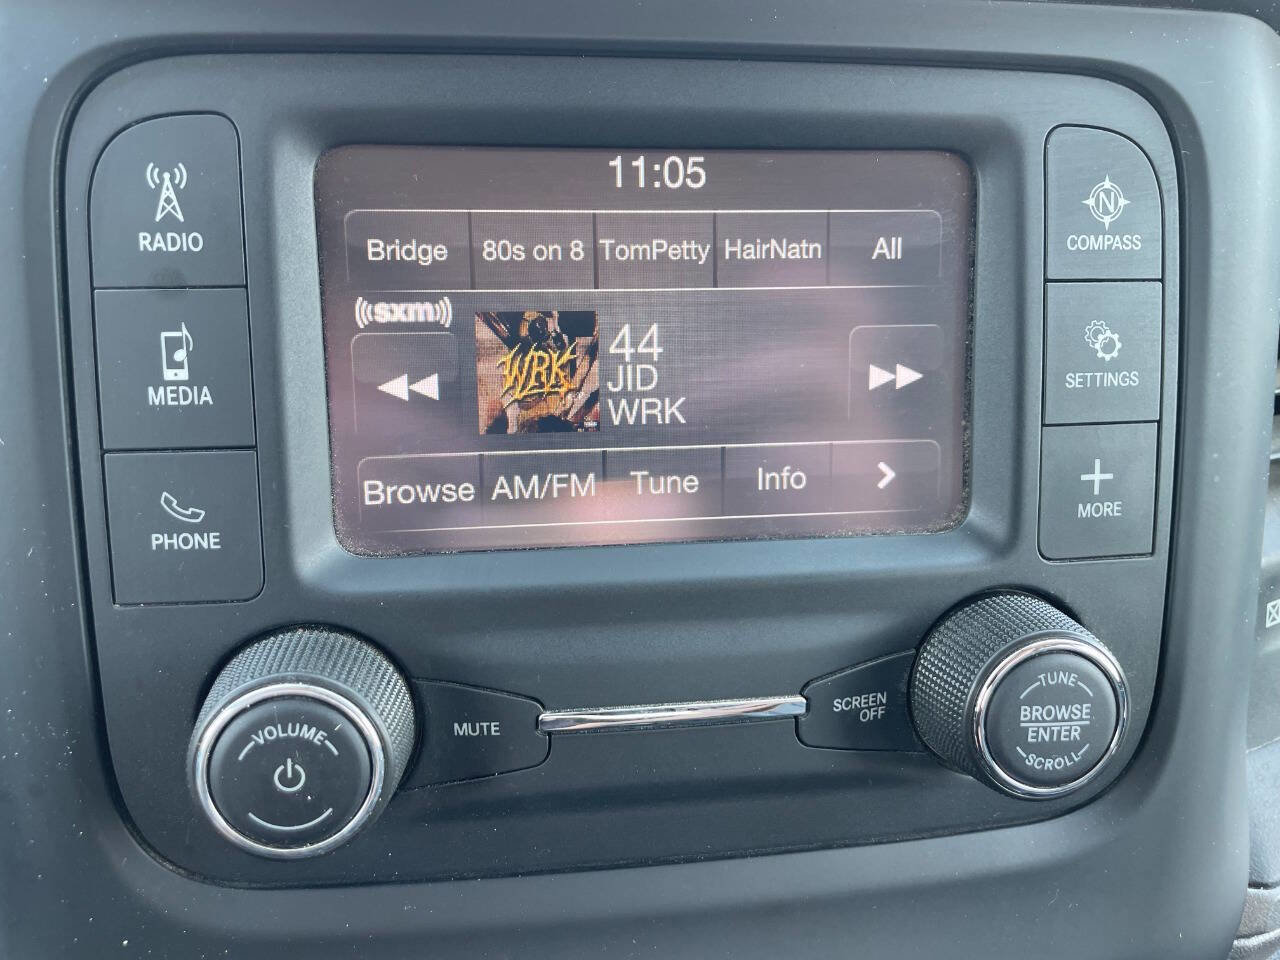 11:05
Bridge 80s on 8 TomPetty HairNatn All
((sxm))
WRK
44
JID
WRK
Browse AM/FM Tune Info >
RADIO
MEDIA
PHONE
N
COMPASS
SETTINGS
+
MORE
VOLUME
MUTE
SCREEN
OFF
TUNE
BROWSE
ENTER
SCROLL